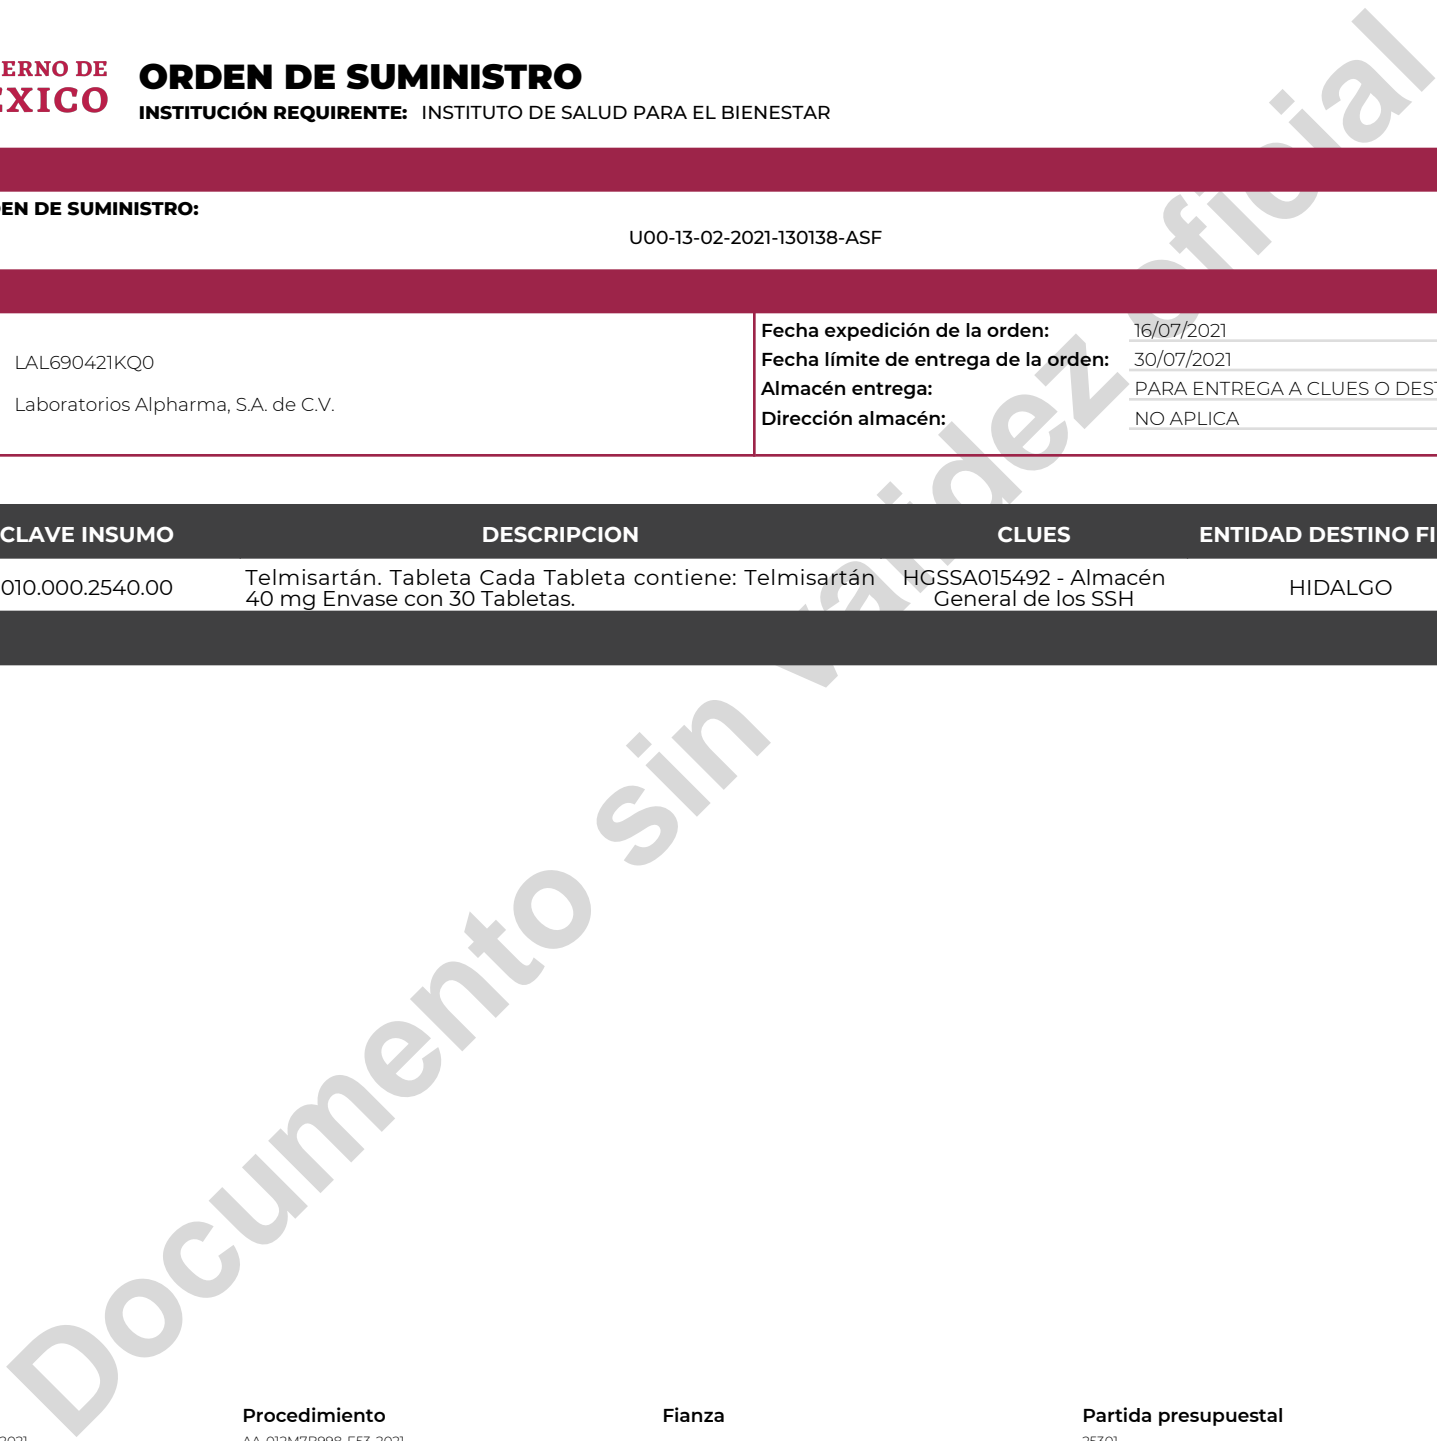 ERNO DE
EXICO
ORDEN DE SUMINISTRO
INSTITUCIÓN REQUIRENTE: INSTITUTO DE SALUD PARA EL BIENESTAR
EN DE SUMINISTRO:
U00-13-02-2021-130138-ASF
LAL690421KQ0
Laboratorios Alpharma, S.A. de C.V.
Fecha expedición de la orden: 16/07/2021
Fecha límite de entrega de la orden: 30/07/2021
Almacén entrega: PARA ENTREGA A CLUES O DEST
Dirección almacén: NO APLICA
CLAVE INSUMO DESCRIPCION CLUES ENTIDAD DESTINO FI
010.000.2540.00
Telmisartán. Tableta Cada Tableta contiene: Telmisartán
40 mg Envase con 30 Tabletas.
HGSSA015492 - Almacén
General de los SSH
HIDALGO
Documento sin validez oficial
Procedimiento Fianza Partida presupuestal